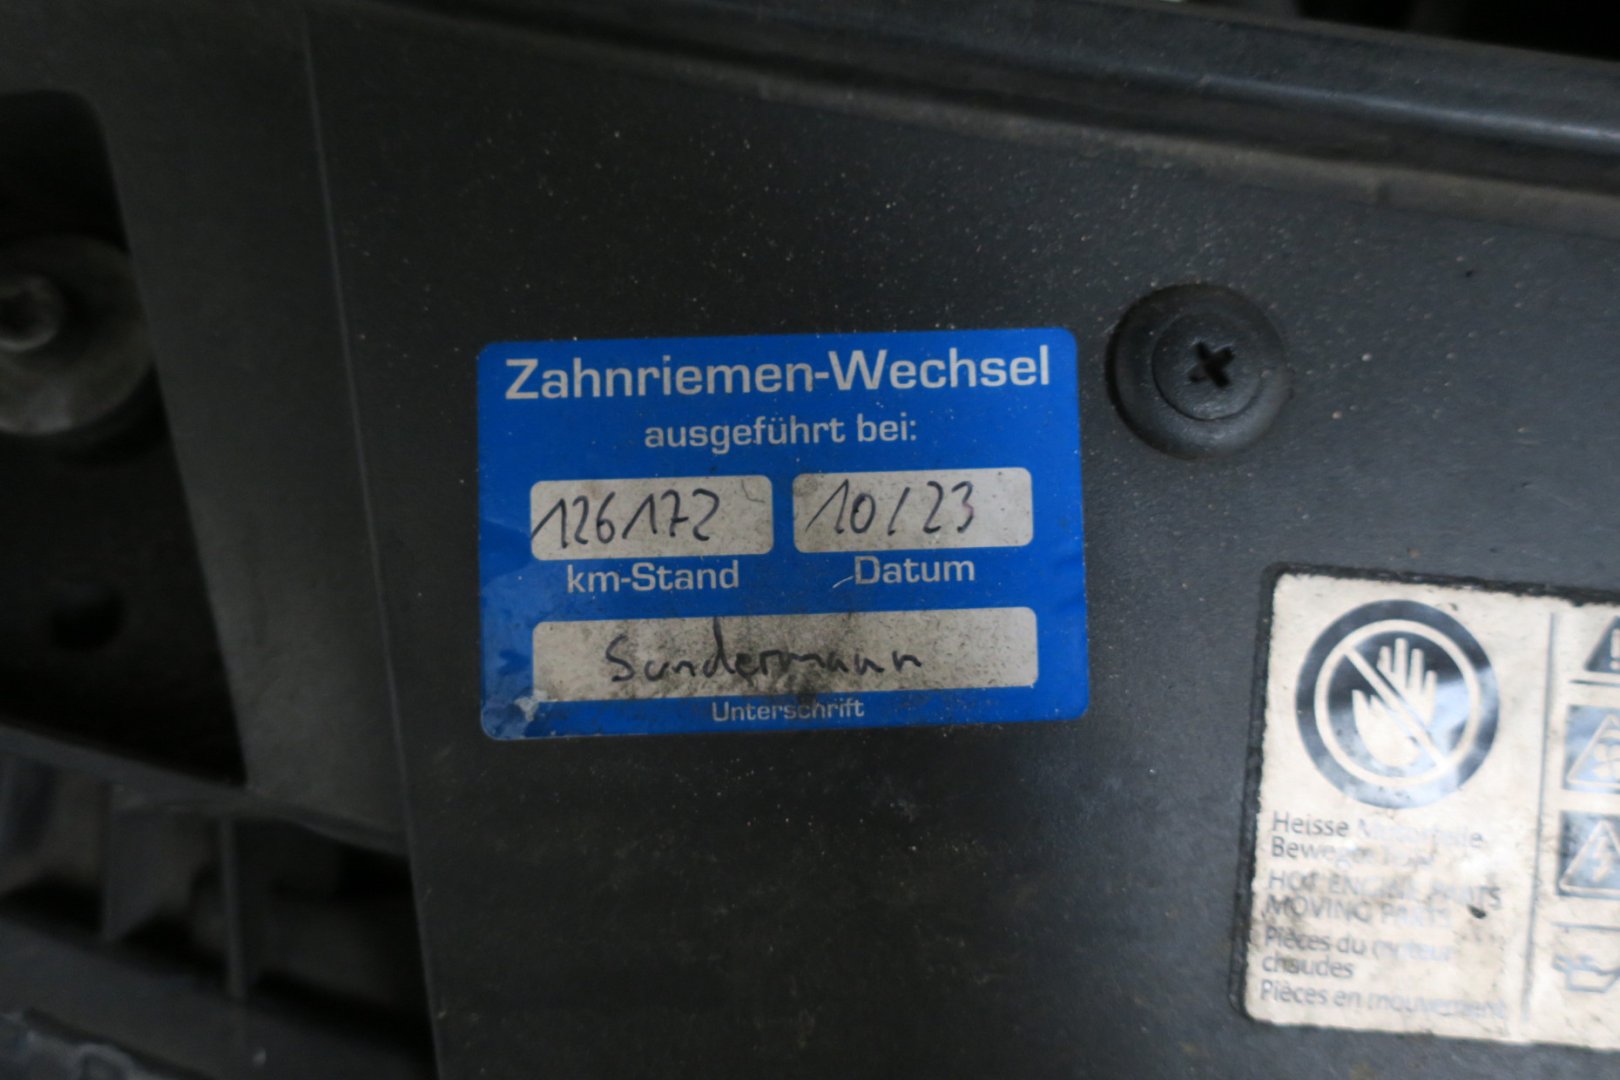 Zahnriemen-Wechsel
ausgeführt bei:
126172 10/23
km-Stand Datum
Sundermann
Unterschrift
Heisse
HOT ENGINE PARTS
MOVING PARTS
Pièces du moteur
chaudes
Pièces en mouvement